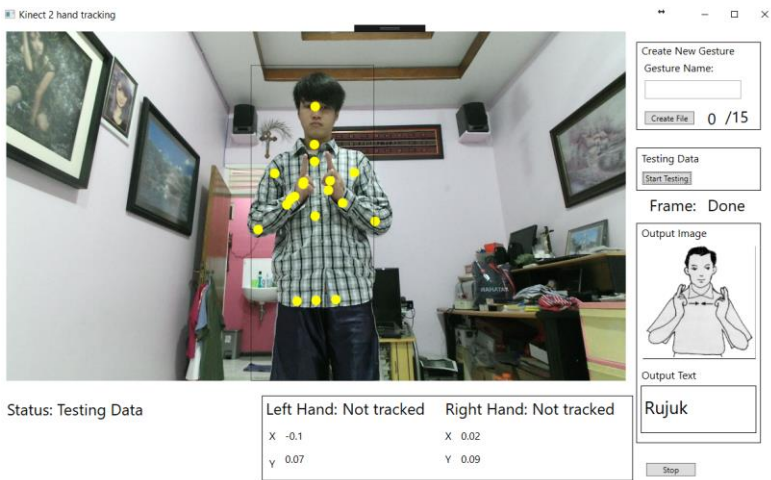 Kinect 2 hand tracking
Create New Gesture
Gesture Name:
Create File 0 /15
Testing Data
Start Testing
Frame: Done
Output Image
Output Text
Rujuk
Stop
Status: Testing Data
Left Hand: Not tracked Right Hand: Not tracked
X -0.1 X 0.02
Y 0.07 Y 0.09